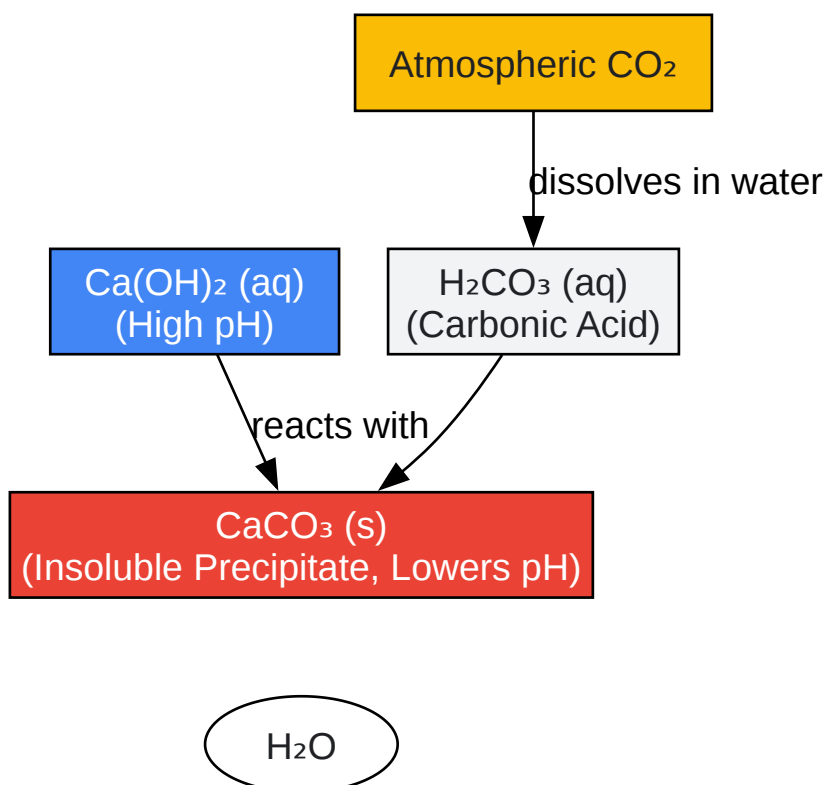 Atmospheric CO₂
dissolves in water
Ca(OH)₂ (aq)
(High pH)
H₂CO₃ (aq)
(Carbonic Acid)
reacts with
CaCO₃ (s)
(Insoluble Precipitate, Lowers pH)
H₂O